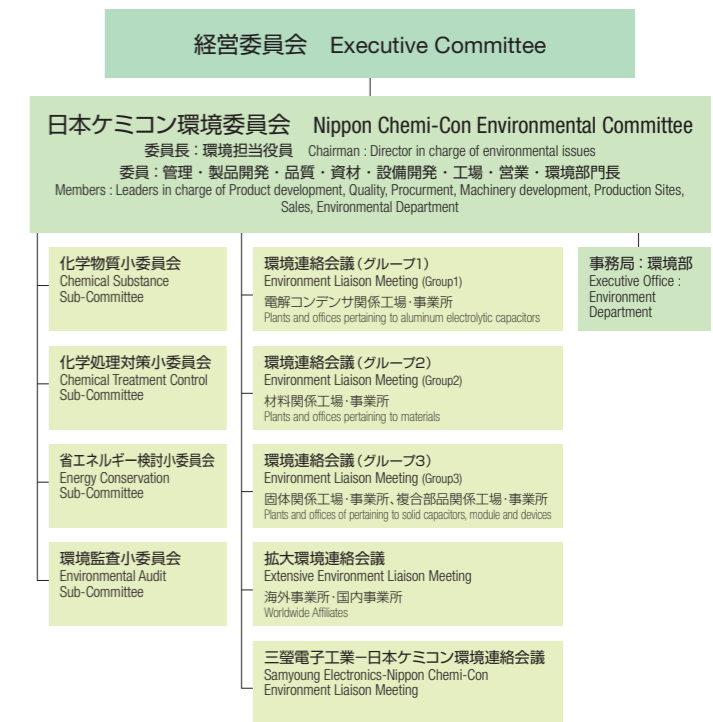 経営委員会 Executive Committee
日本ケミコン環境委員会 Nippon Chemi-Con Environmental Committee
委員長：環境担当役員 Chairman : Director in charge of environmental issues
委員：管理・製品開発・品質・資材・設備開発・工場・営業・環境部門長
Members : Leaders in charge of Product development, Quality, Procurment, Machinery development, Production Sites,
Sales, Environmental Department
化学物質小委員会
Chemical Substance
Sub-Committee
化学処理対策小委員会
Chemical Treatment Control
Sub-Committee
省エネルギー検討小委員会
Energy Conservation
Sub-Committee
環境監査小委員会
Environmental Audit
Sub-Committee
環境連絡会議（グループ1）
Environment Liaison Meeting (Group1)
電解コンデンサ関係工場・事業所
Plants and offices pertaining to aluminum electrolytic capacitors
環境連絡会議（グループ2）
Environment Liaison Meeting (Group2)
材料関係工場・事業所
Plants and offices pertaining to materials
環境連絡会議（グループ3）
Environment Liaison Meeting (Group3)
固体関係工場・事業所、複合部品関係工場・事業所
Plants and offices of pertaining to solid capacitors, module and devices
拡大環境連絡会議
Extensive Environment Liaison Meeting
海外事業所・国内事業所
Worldwide Affiliates
三瑩電子工業−日本ケミコン環境連絡会議
Samyoung Electronics-Nippon Chemi-Con
Environment Liaison Meeting
事務局：環境部
Executive Office :
Environment
Department